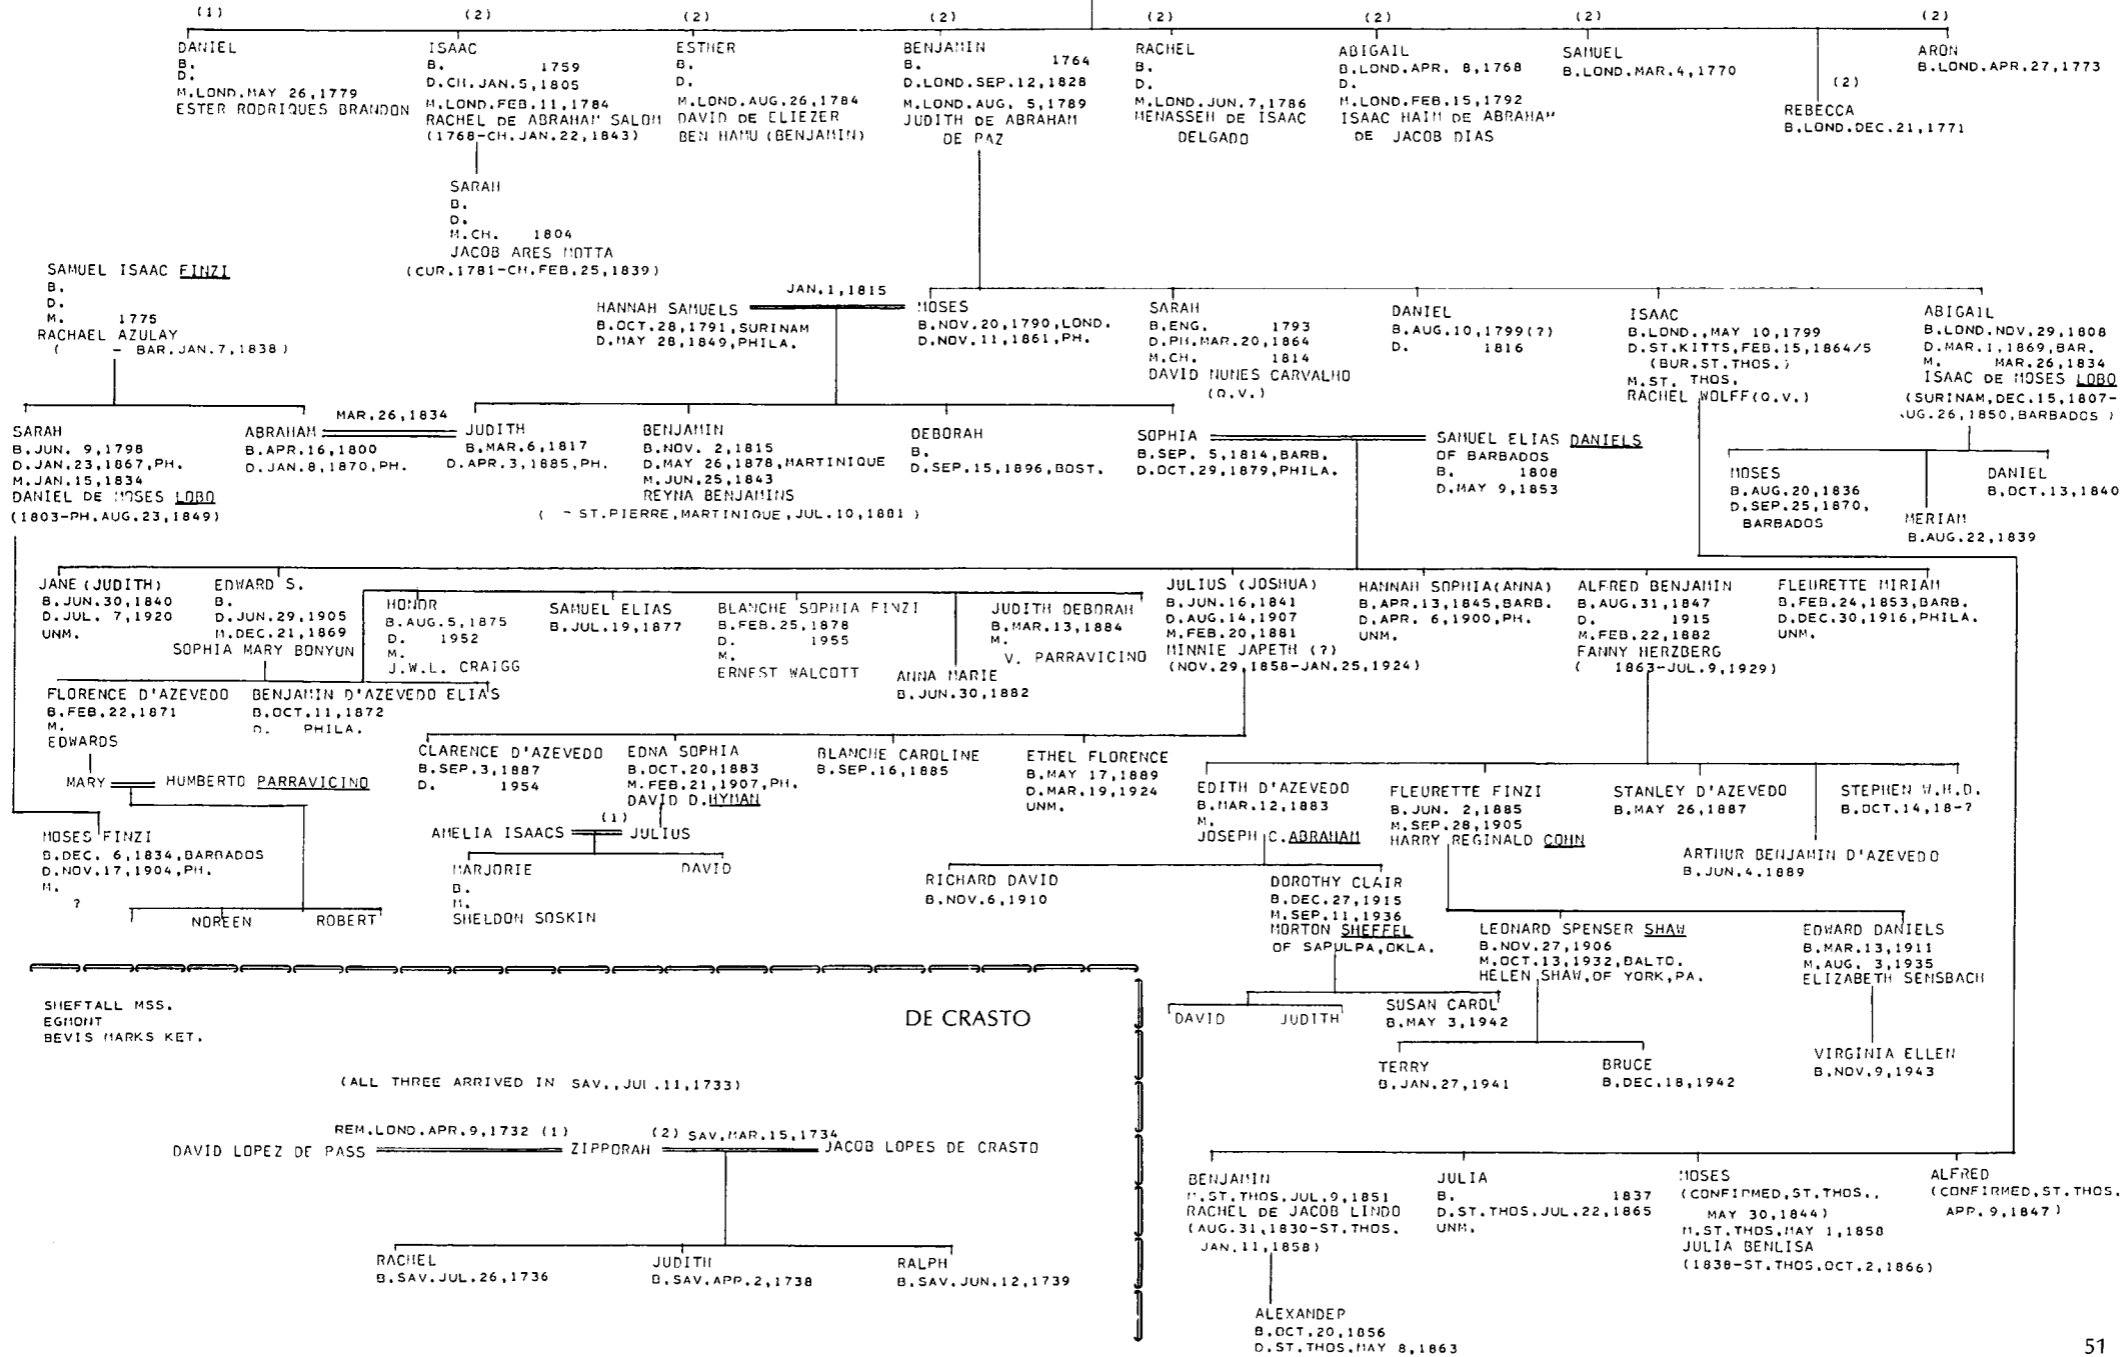 (1)
(2)
(2)
(2)
(2)
(2)
(2)
(2)
DANIEL
B.
D.
M.LOND.MAY 26,1779
ESTER RODRIQUES BRANDON
ISAAC
B. 1759
D.CH.JAN.5,1805
M.LOND.FEB.11,1784
RACHEL DE ABRAHAM SALOM
(1768-CH.JAN.22,1843)
ESTHER
B.
D.
M.LOND.AUG.26,1784
DAVID DE ELIEZER
BEN HAMU (BENJAMIN)
BENJAMIN
B. 1764
D.LOND.SEP.12,1828
M.LOND.AUG. 5,1789
JUDITH DE ABRAHAM
DE PAZ
RACHEL
B.
D.
M.LOND.JUN.7,1786
MENASSEH DE ISAAC
DELGADO
ABIGAIL
B.LOND.APR. 8,1768
D.
M.LOND.FEB.15,1792
ISAAC HAIM DE ABRAHAM
DE JACOB DIAS
SAMUEL
B.LOND.MAR.4,1770
(2)
REBECCA
B.LOND.DEC.21,1771
ARON
B.LOND.APR.27,1773
SARAH
B.
D.
M.CH. 1804
JACOB ARES MOTTA
(CUR.1781-CH.FEB.25,1839)
SAMUEL ISAAC FINZI
B.
D.
M. 1775
RACHAEL AZULAY
( - BAR.JAN.7,1838)
HANNAH SAMUELS
B.OCT.28,1791,SURINAM
D.MAY 28,1849,PHILA.
JAN.1,1815
MOSES
B.NOV.20,1790,LOND.
D.NOV.11,1861,PH.
SARAH
B.ENG. 1793
D.PH.MAR.20,1864
M.CH. 1814
DAVID NUNES CARVALHO
(Q.V.)
DANIEL
B.AUG.10,1799(?)
D. 1816
ISAAC
B.LOND.,MAY 10,1799
D.ST.KITTS,FEB.15,1864/5
(BUR.ST.THOS.)
M.ST. THOS.
RACHEL WOLFF(Q.V.)
ABIGAIL
B.LOND.NOV.29,1808
D.MAR.1,1869,BAR.
M. MAR.26,1834
ISAAC DE MOSES LOBO
(SURINAM,DEC.15,1807-
UG.26,1850,BARBADOS)
SARAH
B.JUN. 9,1798
D.JAN.23,1867,PH.
M.JAN.15,1834
DANIEL DE MOSES LOBO
(1803-PH.AUG.23,1849)
ABRAHAM
B.APR.16,1800
D.JAN.8,1870,PH.
MAR.26,1834
JUDITH
B.MAR.6,1817
D.APR.3,1885,PH.
BENJAMIN
B.NOV. 2,1815
D.MAY 26,1878,MARTINIQUE
M.JUN.25,1843
REYNA BENJAMINS
( - ST.PIERRE,MARTINIQUE,JUL.10,1881 )
DEBORAH
B.
D.SEP.15,1896,BOST.
SOPHIA
B.SEP. 5,1814,BARB.
D.OCT.29,1879,PHILA.
SAMUEL ELIAS DANIELS
OF BARBADOS
B. 1808
D.MAY 9,1853
MOSES
B.AUG.20,1836
D.SEP.25,1870,
BARBADOS
MERIAM
B.AUG.22,1839
DANIEL
B.OCT.13,1840
JANE (JUDITH)
B.JUN.30,1840
D.JUL. 7,1920
UNM.
EDWARD S.
B.
D.JUN.29,1905
M.DEC.21,1869
SOPHIA MARY BONYUN
HONOR
B.AUG.5,1875
D. 1952
M.
J.W.L. CRAIGG
SAMUEL ELIAS
B.JUL.19,1877
BLANCHE SOPHIA FINZI
B.FEB.25,1878
D. 1955
M.
ERNEST WALCOTT
ANNA MARIE
B.JUN.30,1882
JUDITH DEBORAH
B.MAR.13,1884
M.
V. PARRAVICINO
JULIUS (JOSHUA)
B.JUN.16,1841
D.AUG.14,1907
M.FEB.20,1881
MINNIE JAPETH (?)
(NOV.29,1858-JAN.25,1924)
HANNAH SOPHIA(ANNA)
B.APR.13,1845,BARB.
D.APR. 6,1900,PH.
UNM.
ALFRED BENJAMIN
B.AUG.31,1847
D. 1915
M.FEB.22,1882
FANNY HERZBERG
( 1863-JUL.9,1929)
FLEURETTE MIRIAM
B.FEB.24,1853,BARB.
D.DEC.30,1916,PHILA.
UNM.
FLORENCE D'AZEVEDO
B.FEB.22,1871
M.
EDWARDS
BENJAMIN D'AZEVEDO ELIAS
B.OCT.11,1872
D. PHILA.
MARY
HUMBERTO PARRAVICINO
CLARENCE D'AZEVEDO
B.SEP.3,1887
D. 1954
EDNA SOPHIA
B.OCT.20,1883
M.FEB.21,1907,PH.
DAVID D.HYMAN
BLANCHE CAROLINE
B.SEP.16,1885
ETHEL FLORENCE
B.MAY 17,1889
D.MAR.19,1924
UNM.
EDITH D'AZEVEDO
B.MAR.12,1883
M.
JOSEPH C.ABRAHAM
FLEURETTE FINZI
B.JUN. 2,1885
M.SEP.28,1905
HARRY REGINALD COHN
STANLEY D'AZEVEDO
B.MAY 26,1887
ARTHUR BENJAMIN D'AZEVEDO
B.JUN.4.1889
STEPHEN W.H.D.
B.OCT.14,18-?
MOSES FINZI
B.DEC. 6,1834,BARBADOS
D.NOV.17,1904,PH.
M.
?
NOREEN
ROBERT
AMELIA ISAACS
(1)
JULIUS
MARJORIE
B.
M.
SHELDON SOSKIN
DAVID
RICHARD DAVID
B.NOV.6,1910
DOROTHY CLAIR
B.DEC.27,1915
M.SEP.11,1936
MORTON SHEFFEL
OF SAPULPA,OKLA.
LEONARD SPENSER SHAW
B.NOV.27,1906
M.OCT.13,1932,BALTO.
HELEN SHAW,OF YORK,PA.
EDWARD DANIELS
B.MAR.13,1911
M.AUG. 3,1935
ELIZABETH SENSBACH
DAVID
JUDITH
SUSAN CAROL
B.MAY 3,1942
TERRY
B.JAN.27,1941
BRUCE
B.DEC.18,1942
VIRGINIA ELLEN
B.NOV.9,1943
SHEFTALL MSS.
EGMONT
BEVIS MARKS KET.
DE CRASTO
(ALL THREE ARRIVED IN SAV.,JUL.11,1733)
DAVID LOPEZ DE PASS
REM.LOND.APR.9,1732 (1)
ZIPPORAH
(2) SAV.MAR.15,1734
JACOB LOPES DE CRASTO
RACHEL
B.SAV.JUL.26,1736
JUDITH
B.SAV.APR.2,1738
RALPH
B.SAV.JUN.12,1739
BENJAMIN
M.ST.THOS.JUL.9,1851
RACHEL DE JACOB LINDO
(AUG.31,1830-ST.THOS.
JAN.11,1858)
JULIA
B. 1837
D.ST.THOS.JUL.22,1865
UNM.
MOSES
(CONFIRMED,ST.THOS.,
MAY 30,1844)
M.ST.THOS.MAY 1,1858
JULIA BENLISA
(1838-ST.THOS.OCT.2,1866)
ALFRED
(CONFIRMED,ST.THOS.
APR.9,1847)
ALEXANDER
B.OCT.20,1856
D.ST.THOS.MAY 8,1863
51